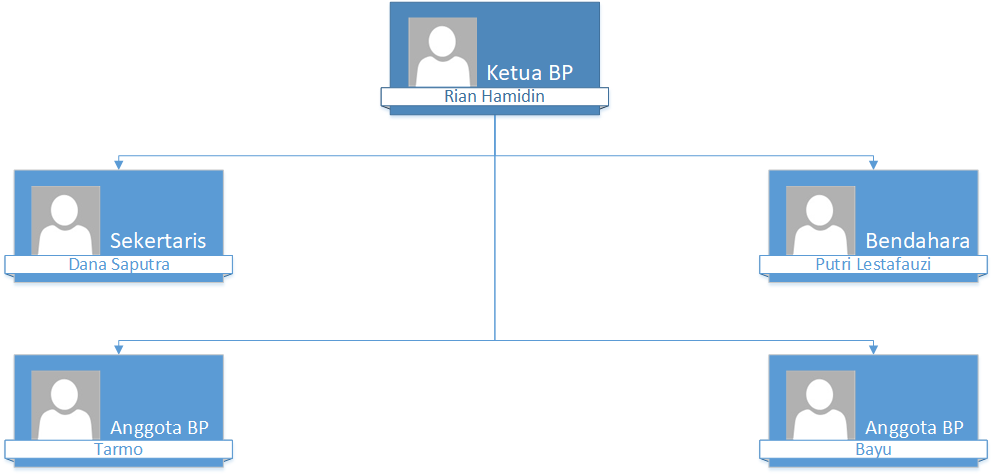 Ketua BP
Rian Hamidin
Sekertaris
Dana Saputra
Bendahara
Putri Lestafauzi
Anggota BP
Tarmo
Anggota BP
Bayu